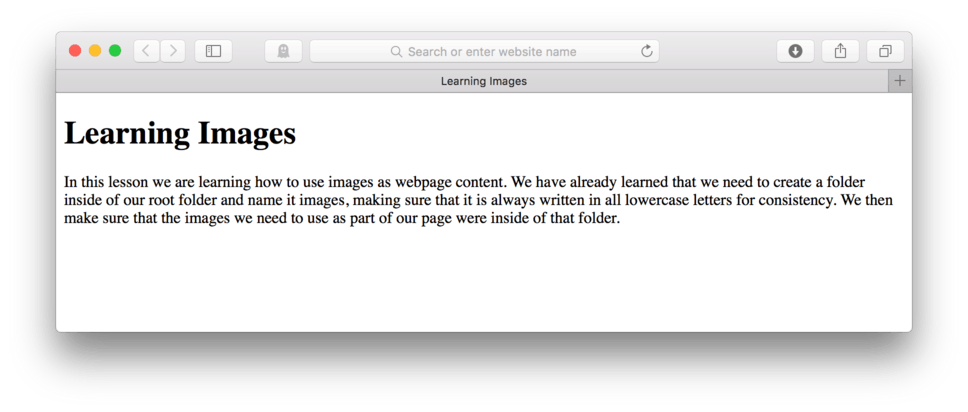 Search or enter website name
Learning Images
Learning Images
In this lesson we are learning how to use images as webpage content. We have already learned that we need to create a folder
inside of our root folder and name it images, making sure that it is always written in all lowercase letters for consistency. We then
make sure that the images we need to use as part of our page were inside of that folder.